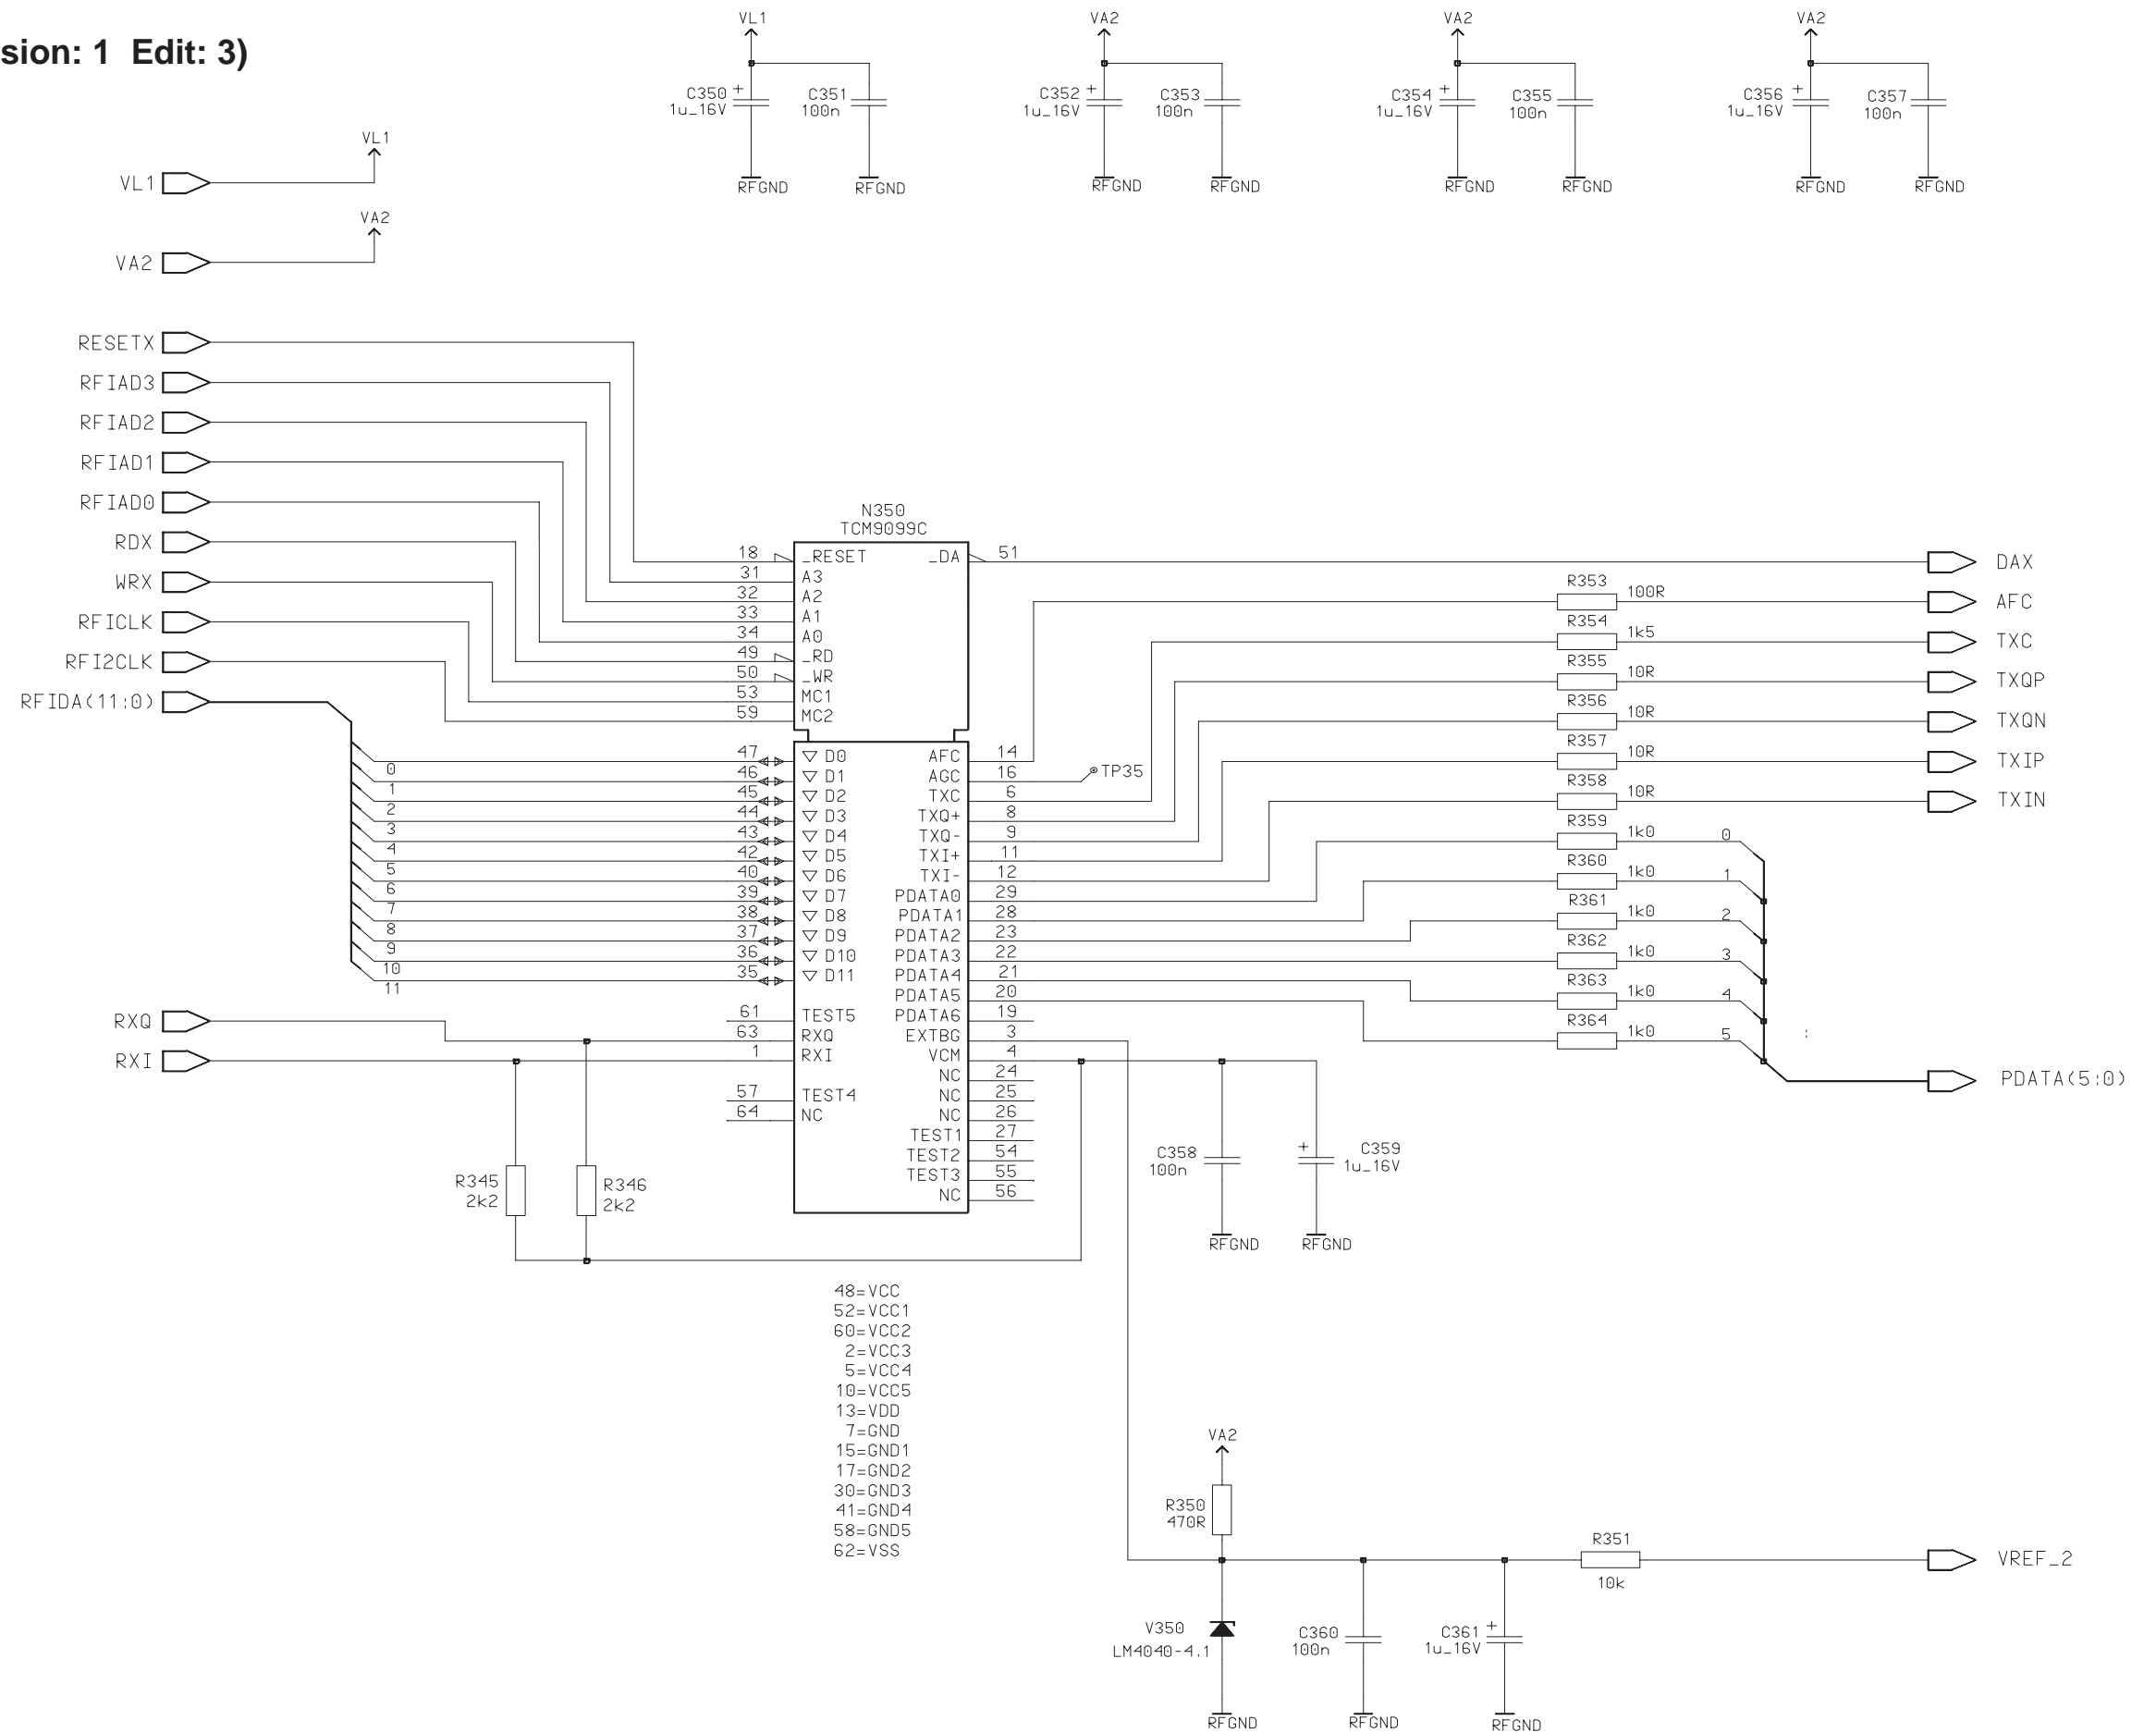 sion: 1 Edit: 3)
VL1
VA2
VA2
VA2
C350 +
1u_16V
C351
100n
C352 +
1u_16V
C353
100n
C354 +
1u_16V
C355
100n
C356 +
1u_16V
C357
100n
RFGND
RFGND
RFGND
RFGND
RFGND
RFGND
RFGND
RFGND
VL1
VL1
VA2
VA2
RESETX
RFIAD3
RFIAD2
RFIAD1
RFIAD0
RDX
WRX
RFICLK
RFI2CLK
RFIDA(11:0)
N350
TCM9099C
18 _RESET
31 A3
32 A2
33 A1
34 A0
49 _RD
50 _WR
53 MC1
59 MC2
_DA 51
DAX
R353
100R
AFC
R354
1k5
TXC
R355
10R
TXQP
R356
10R
TXQN
R357
10R
TXIP
R358
10R
TXIN
R359
1k0 0
R360
1k0 1
R361
1k0 2
R362
1k0 3
R363
1k0 4
R364
1k0 5
:
PDATA(5:0)
0 47 D0
1 46 D1
2 45 D2
3 44 D3
4 43 D4
5 42 D5
6 40 D6
7 39 D7
8 38 D8
9 37 D9
10 36 D10
11 35 D11
AFC 14
AGC 16
TP35
TXC 6
TXQ+ 8
TXQ- 9
TXI+ 11
TXI- 12
PDATA0 29
PDATA1 28
PDATA2 23
PDATA3 22
PDATA4 21
PDATA5 20
PDATA6 19
EXTBG 3
VCM 4
NC 24
NC 25
NC 26
TEST1 27
TEST2 54
TEST3 55
NC 56
RXQ
RXI
61 TEST5
63 RXQ
1 RXI
57 TEST4
64 NC
R345
2k2
R346
2k2
C358
100n
+ C359
1u_16V
RFGND
RFGND
48=VCC
52=VCC1
60=VCC2
2=VCC3
5=VCC4
10=VCC5
13=VDD
7=GND
15=GND1
17=GND2
30=GND3
41=GND4
58=GND5
62=VSS
VA2
R350
470R
R351
10k
VREF_2
V350
LM4040-4.1
C360
100n
C361 +
1u_16V
RFGND
RFGND
RFGND